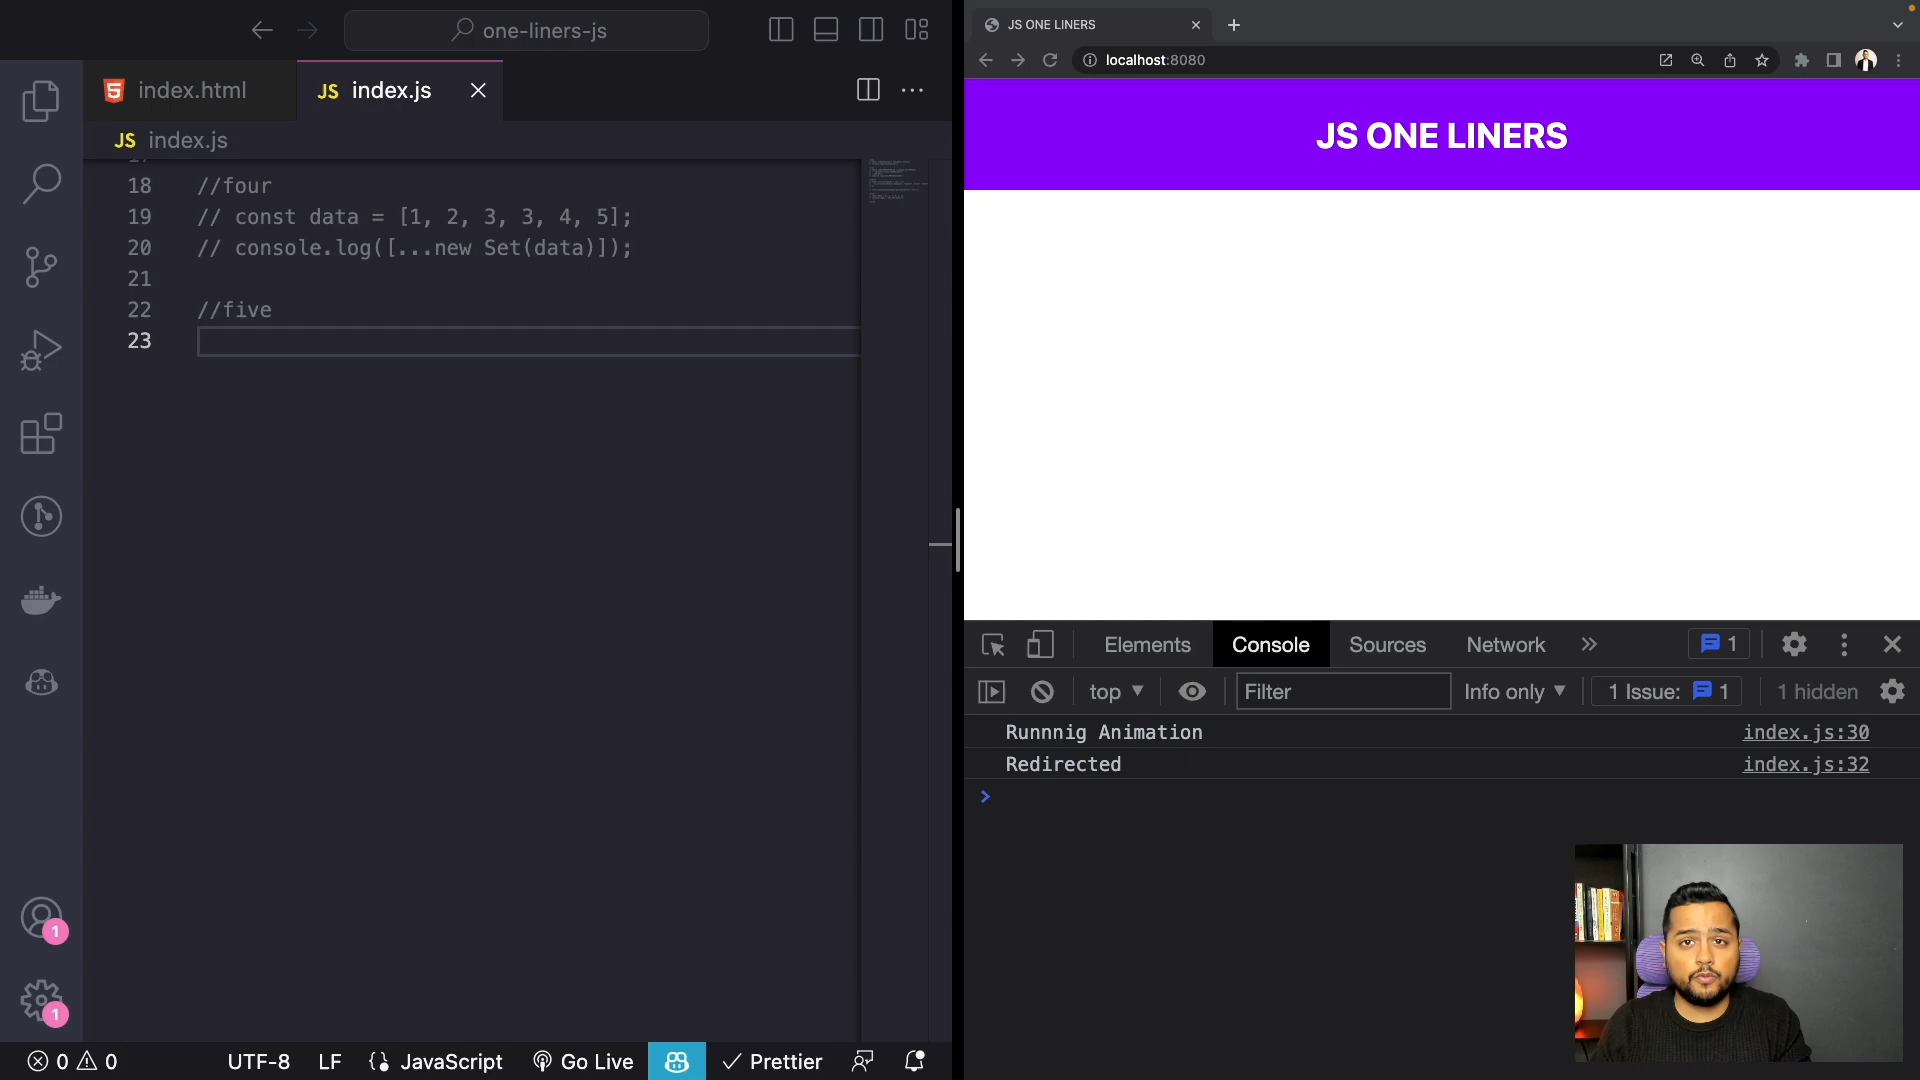 one-liners-js
index.html
JS index.js
JS index.js
18 //four
19 // const data = [1, 2, 3, 3, 4, 5];
20 // console.log([...new Set(data)]);
21
22 //five
23
1
1
0 0 UTF-8 LF JavaScript Go Live Prettier
JS ONE LINERS
localhost:8080
JS ONE LINERS
Elements Console Sources Network 1
top Filter Info only 1 Issue: 1 1 hidden
Runnnig Animation index.js:30
Redirected index.js:32